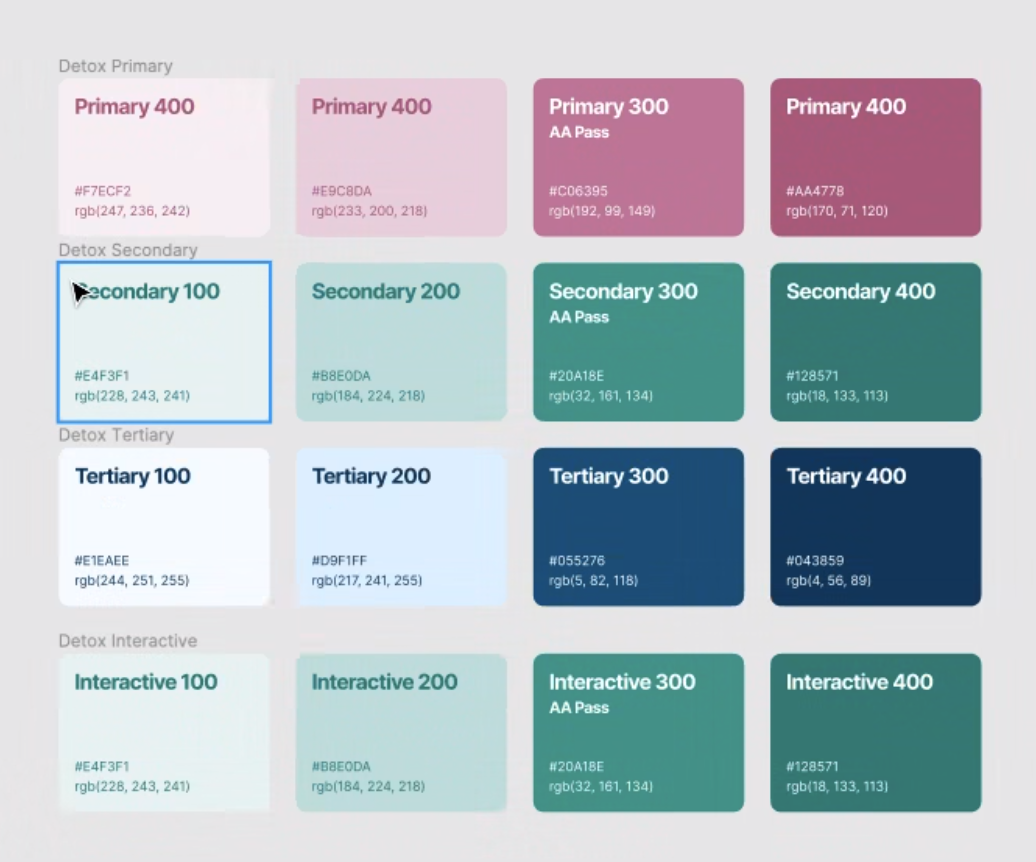 Detox Primary
Primary 400
#F7ECF2
rgb(247, 236, 242)
Primary 400
#E9C8DA
rgb(233, 200, 218)
Primary 300
AA Pass
#C06395
rgb(192, 99, 149)
Primary 400
#AA4778
rgb(170, 71, 120)
Detox Secondary
Secondary 100
#E4F3F1
rgb(228, 243, 241)
Secondary 200
#B8E0DA
rgb(184, 224, 218)
Secondary 300
AA Pass
#20A18E
rgb(32, 161, 134)
Secondary 400
#128571
rgb(18, 133, 113)
Detox Tertiary
Tertiary 100
#E1EAEE
rgb(244, 251, 255)
Tertiary 200
#D9F1FF
rgb(217, 241, 255)
Tertiary 300
#055276
rgb(5, 82, 118)
Tertiary 400
#043859
rgb(4, 56, 89)
Detox Interactive
Interactive 100
#E4F3F1
rgb(228, 243, 241)
Interactive 200
#B8E0DA
rgb(184, 224, 218)
Interactive 300
AA Pass
#20A18E
rgb(32, 161, 134)
Interactive 400
#128571
rgb(18, 133, 113)